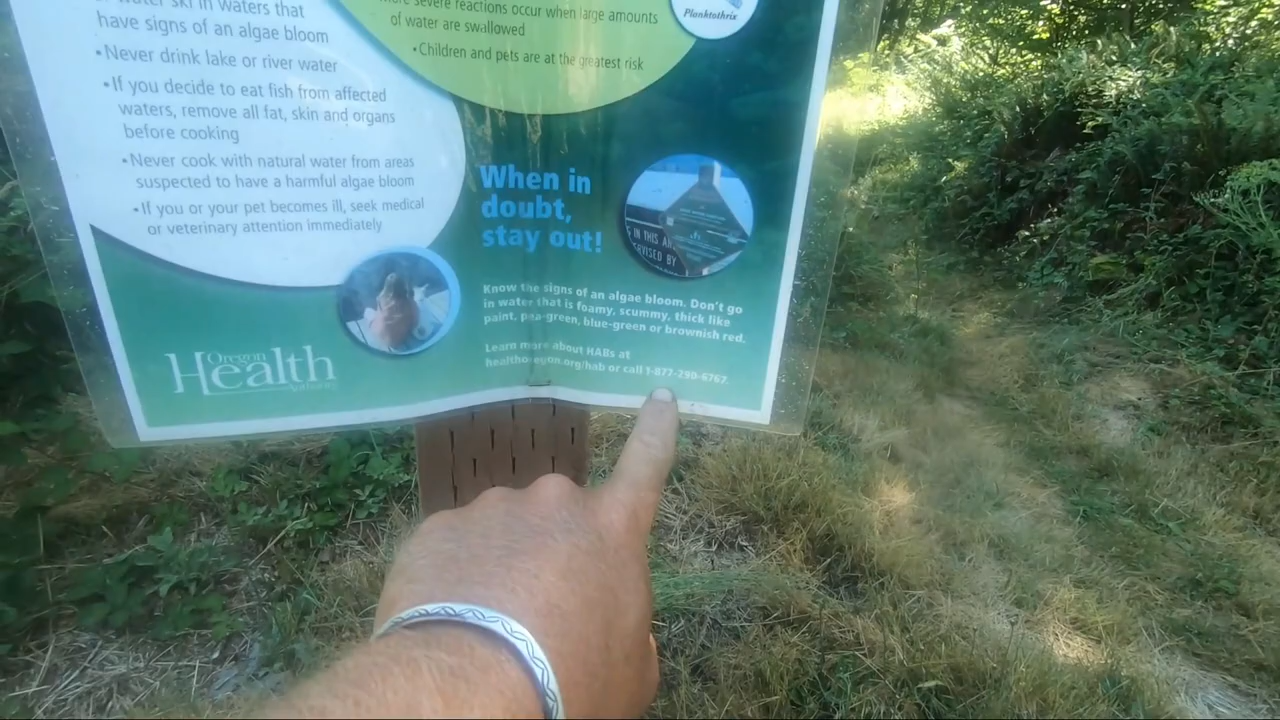 or water ski in waters that
have signs of an algae bloom
•Never drink lake or river water
•If you decide to eat fish from affected
waters, remove all fat, skin and organs
before cooking
•Never cook with natural water from areas
suspected to have a harmful algae bloom
•If you or your pet becomes ill, seek medical
or veterinary attention immediately
More severe reactions occur when large amounts
of water are swallowed
•Children and pets are at the greatest risk
Planktothrix
When in
doubt,
stay out!
IN THIS
RVISED BY
Know the signs of an algae bloom. Don't go
in water that is foamy, scummy, thick like
paint, pea-green, blue-green or brownish red.
Learn more about HABs at
healthoregon.org/hab or call 1-877-290-6767.
Oregon
Health
Authority